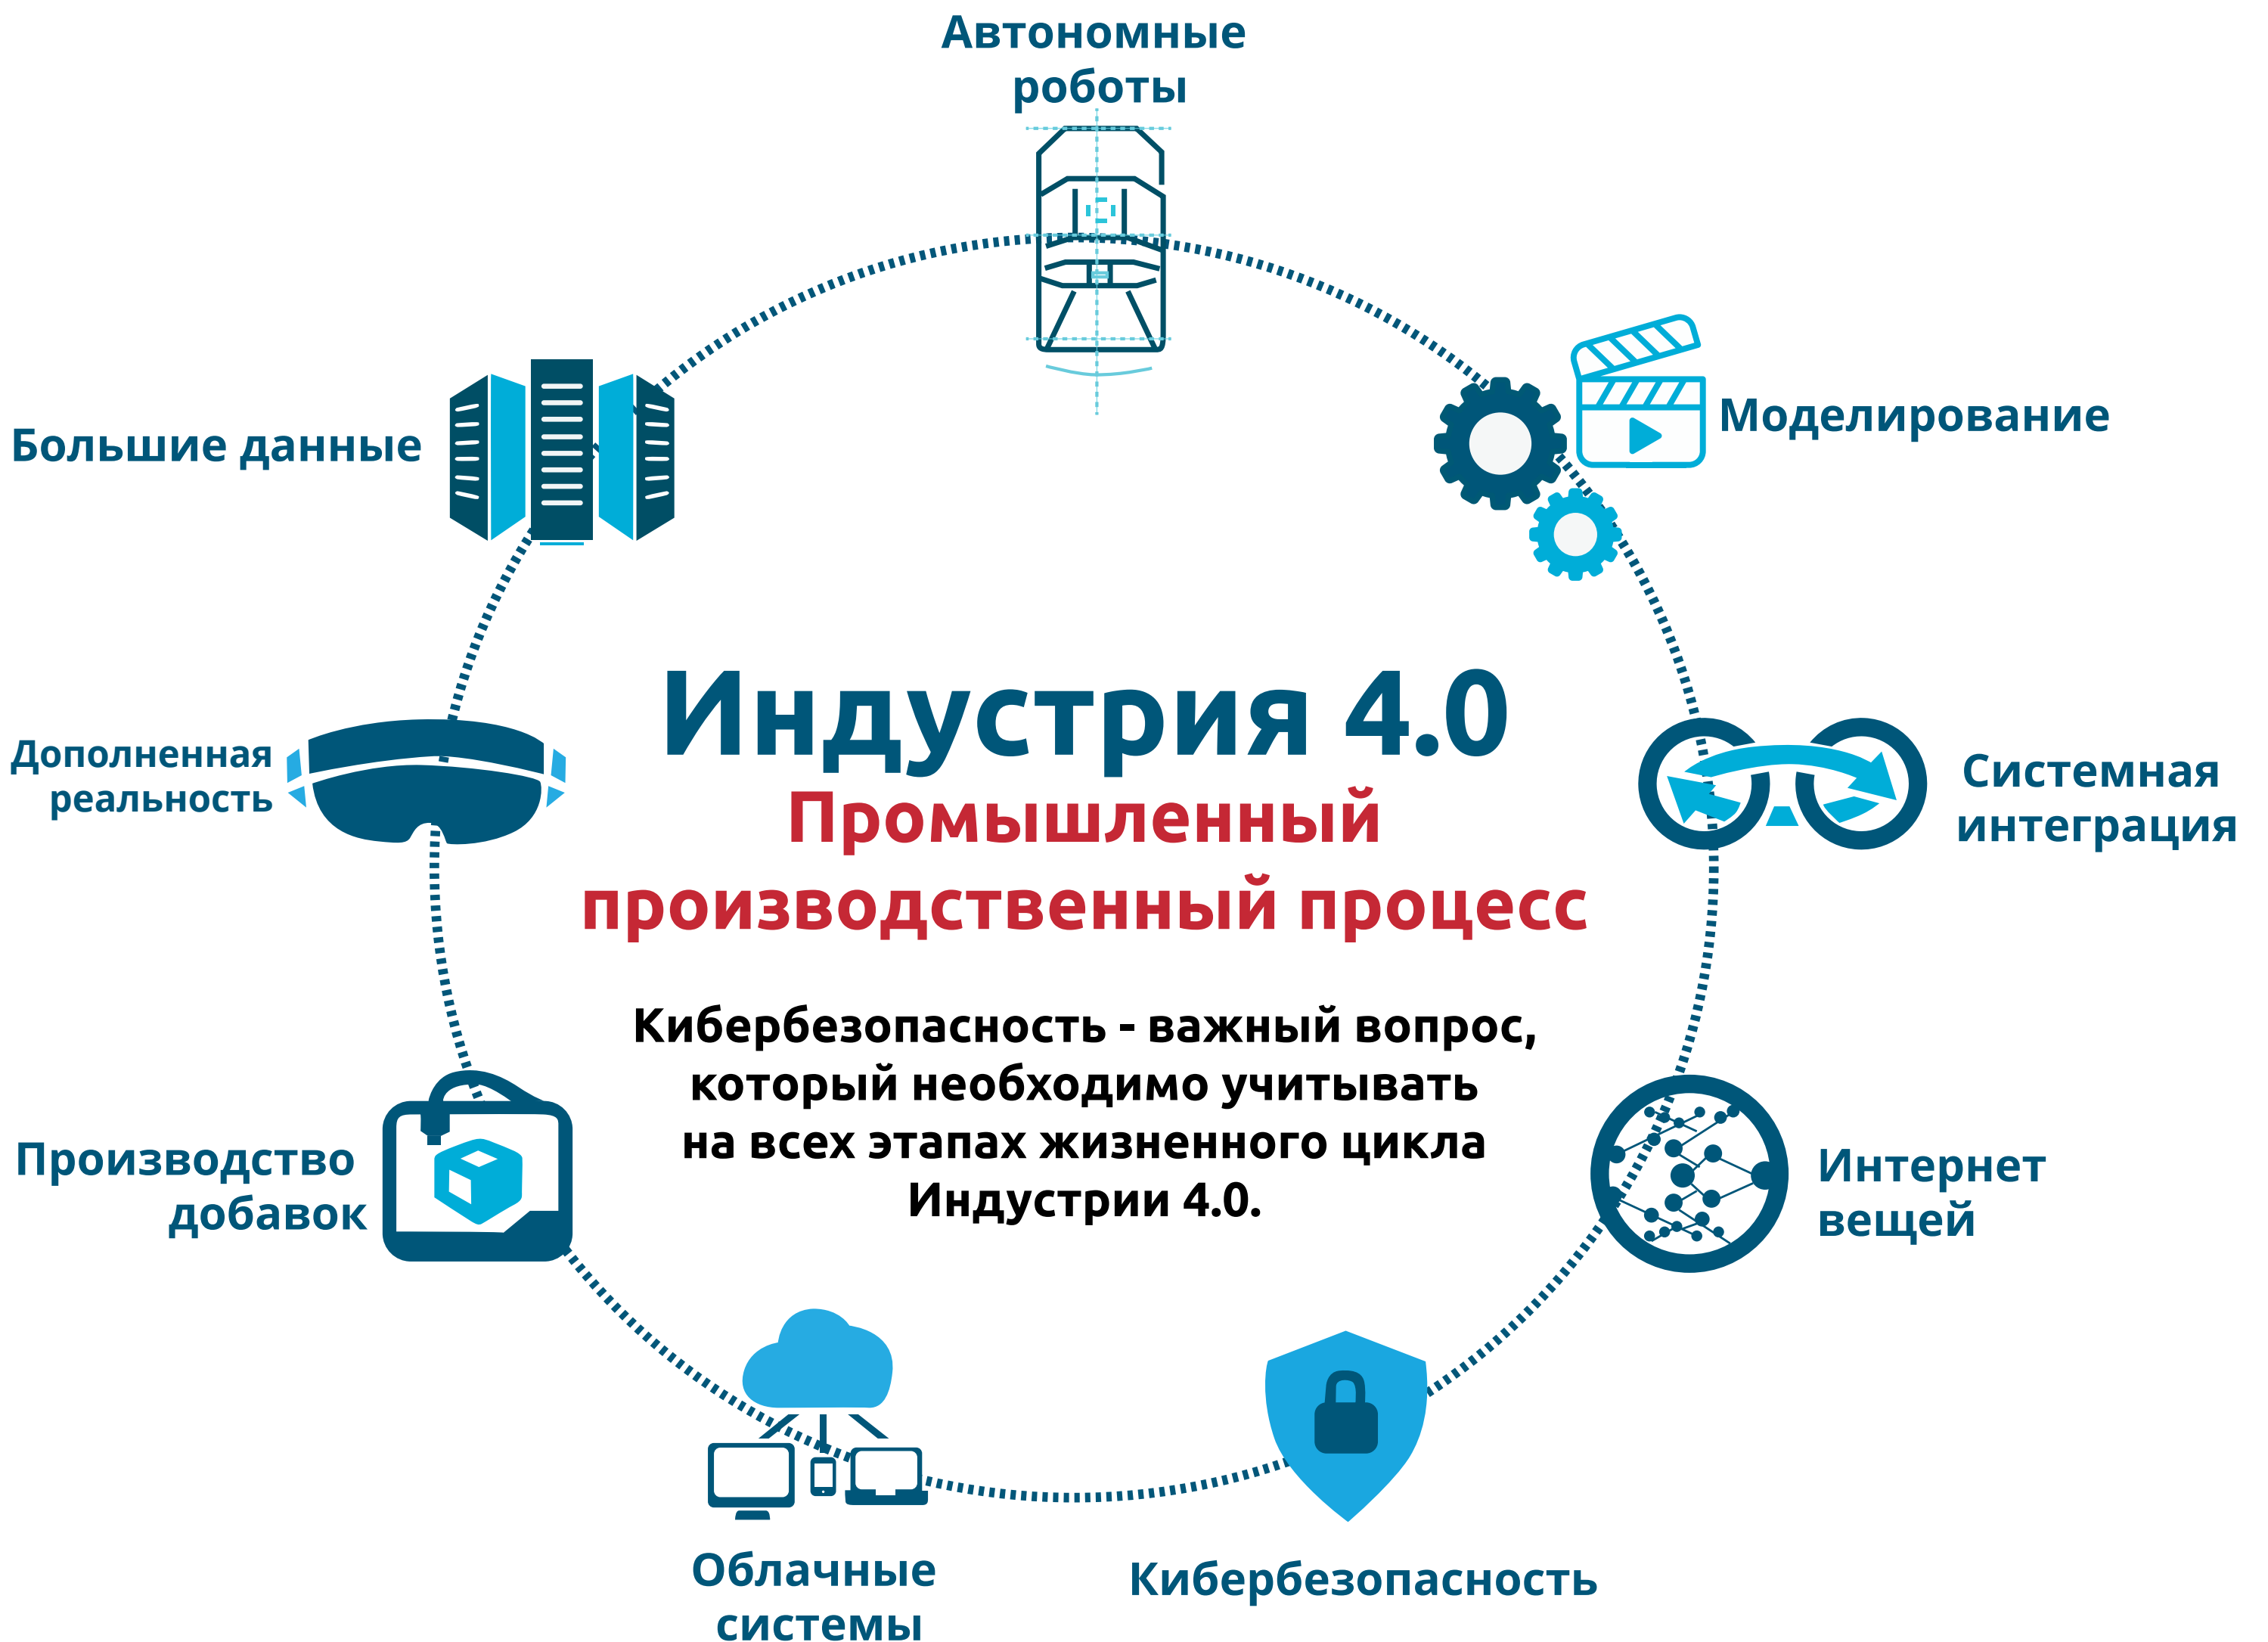 Автономные
роботы
Моделирование
Большие данные
Индустрия 4.0
Промышленный
производственный процесс
Дополненная
реальность
Системная
интеграция
Кибербезопасность - важный вопрос,
который необходимо учитывать
на всех этапах жизненного цикла
Индустрии 4.0.
Производство
добавок
Интернет
вещей
Облачные
системы
Кибербезопасность